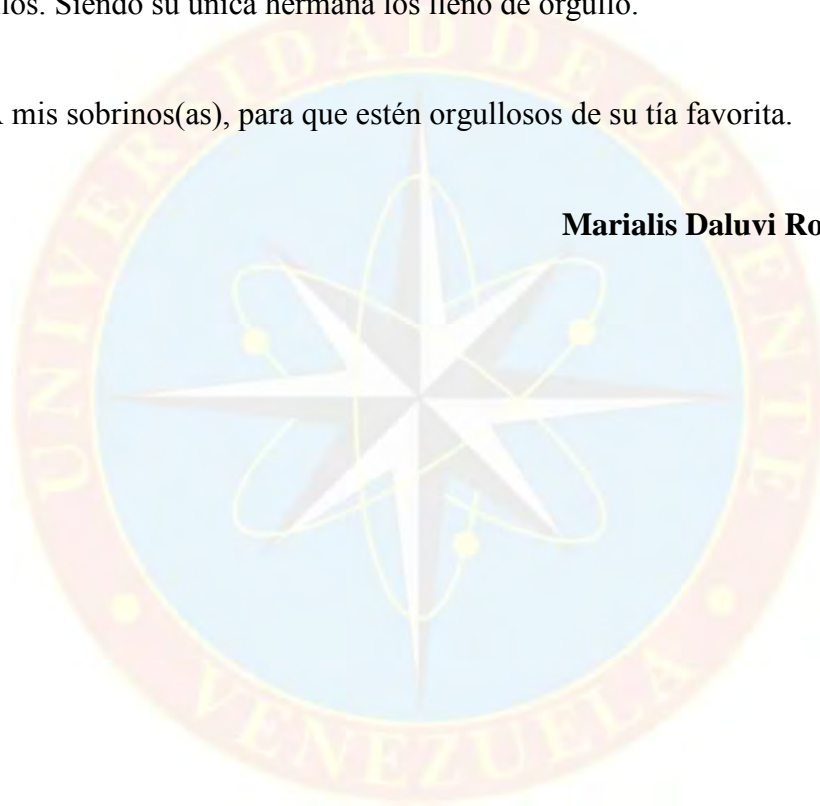 los. Siendo su única hermana los lleno de orgullo.
mis sobrinos(as), para que estén orgullosos de su tía favorita.
Marialis Daluvi Ro
UNIVERSIDAD DE ORIENTE
VENEZUELA